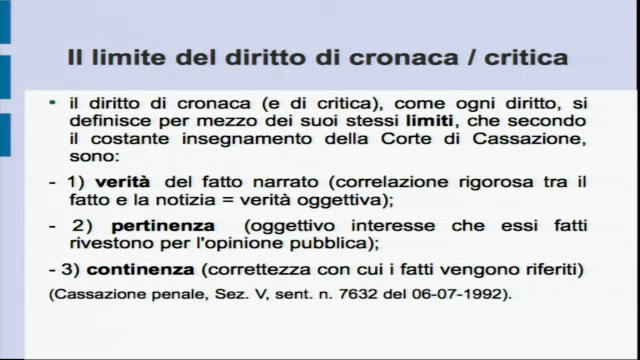 Il limite del diritto di cronaca / critica
• il diritto di cronaca (e di critica), come ogni diritto, si
definisce per mezzo dei suoi stessi limiti, che secondo
il costante insegnamento della Corte di Cassazione,
sono:
- 1) verità del fatto narrato (correlazione rigorosa tra il
fatto e la notizia = verità oggettiva);
- 2) pertinenza (oggettivo interesse che essi fatti
rivestono per l'opinione pubblica);
- 3) continenza (correttezza con cui i fatti vengono riferiti)
(Cassazione penale, Sez. V, sent. n. 7632 del 06-07-1992).